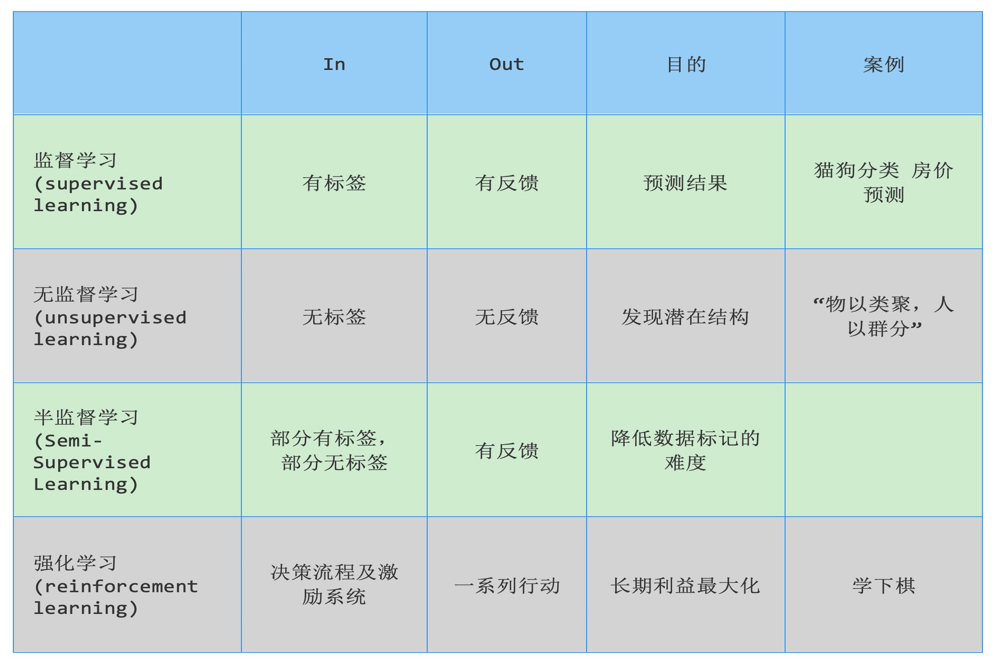 In
Out
目的
案例
监督学习
(supervised
learning)
有标签
有反馈
预测结果
猫狗分类 房价
预测
无监督学习
(unsupervised
learning)
无标签
无反馈
发现潜在结构
“物以类聚，人
以群分”
半监督学习
(Semi-
Supervised
Learning)
部分有标签，
部分无标签
有反馈
降低数据标记的
难度
强化学习
(reinforcement
learning)
决策流程及激
励系统
一系列行动
长期利益最大化
学下棋